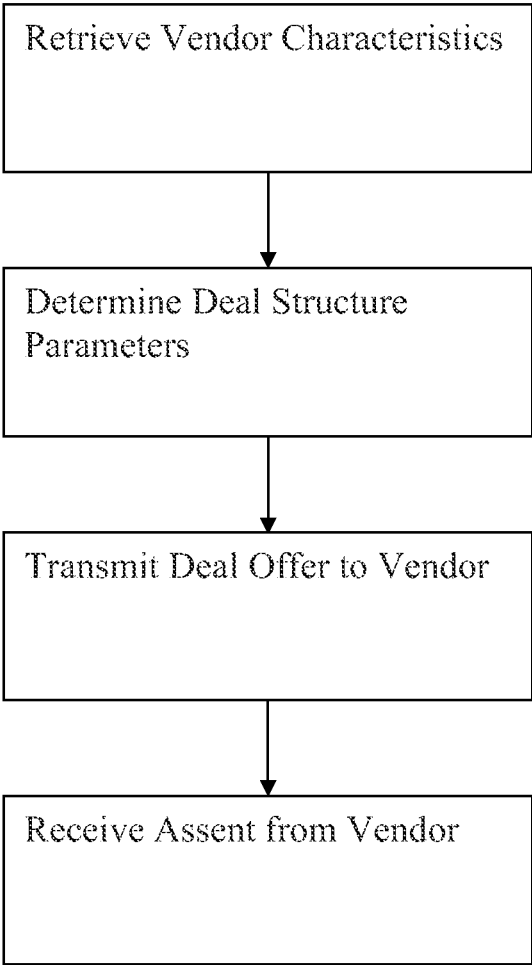 Retrieve Vendor Characteristics
Determine Deal Structure
Parameters
Transmit Deal Offer to Vendor
Receive Assent from Vendor